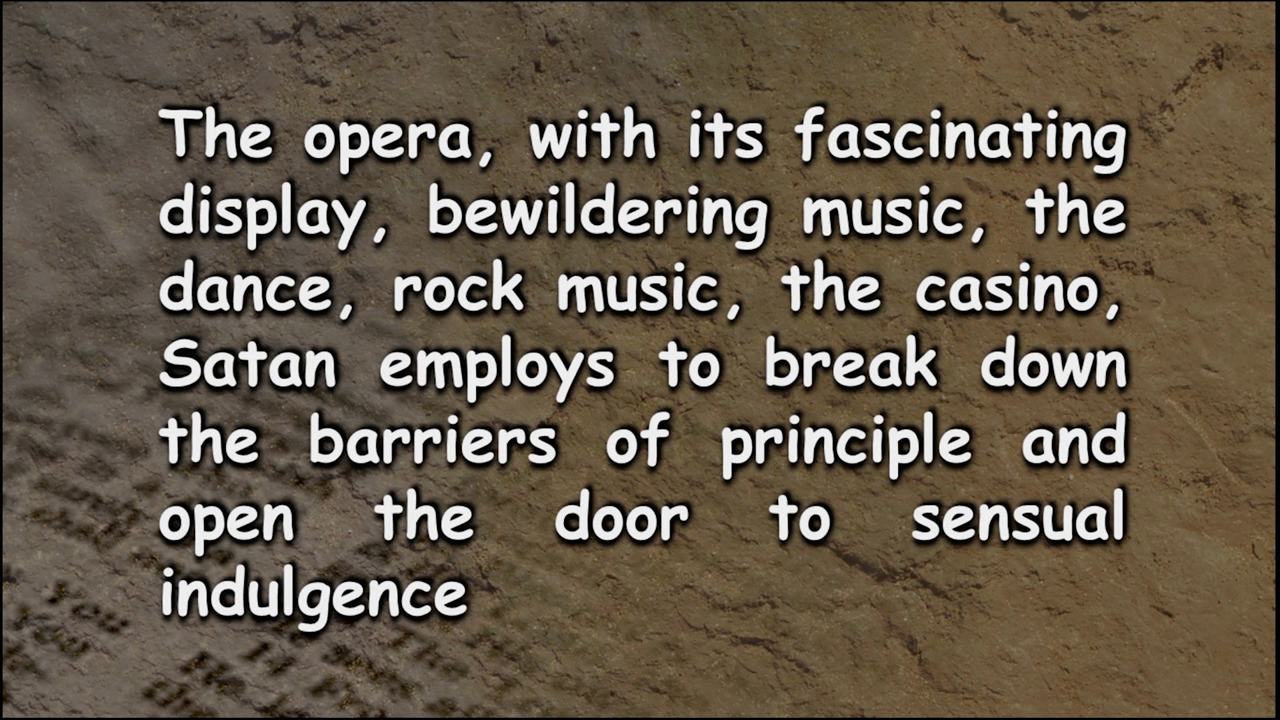 The opera, with its fascinating
display, bewildering music, the
dance, rock music, the casino,
Satan employs to break down
the barriers of principle and
open the door to sensual
indulgence